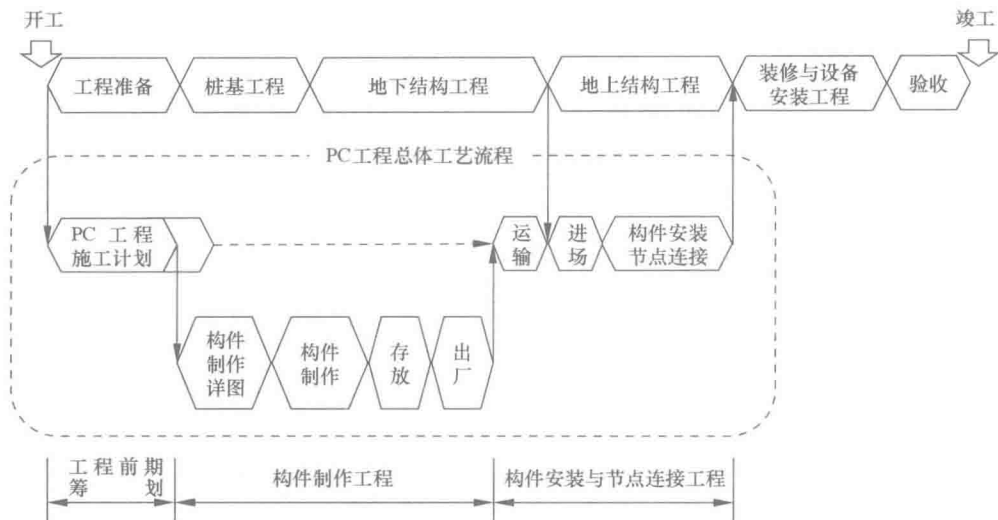 开工
竣工
工程准备
桩基工程
地下结构工程
地上结构工程
装修与设备
安装工程
验收
PC工程总体工艺流程
PC 工程
施工计划
运
输
进
场
构件安装
节点连接
构件
制作
详图
构件
制作
存
放
出
厂
工程前期
筹 划
构件制作工程
构件安装与节点连接工程